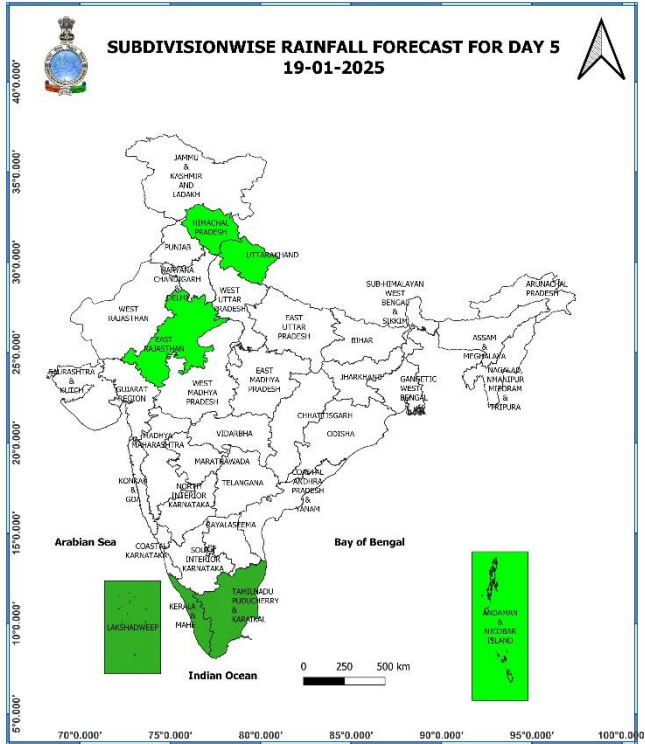 SUBDIVISIONWISE RAINFALL FORECAST FOR DAY 5
19-01-2025
40°0.000'
35°0.000'
30°0.000'
25°0.000'
20°0.000'
15°0.000'
10°0.000'
5°0.000'
JAMMU
&
KASHMIR
AND
LADAKH
HIMACHAL
PRADESH
PUNJAB
UTTARAKHAND
HARYANA
CHANDIGARH
&
DELHI
WEST
UTTAR
PRADESH
WEST
RAJASTHAN
EAST
RAJASTHAN
EAST
UTTAR
PRADESH
SUB-HIMALAYAN
WEST
BENGAL
&
SIKKIM
ARUNACHAL
PRADESH
ASSAM
&
MEGHALAYA
NAGALAD
NMANIPUR
MIZORAM
&
TRIPURA
BIHAR
SAURASHTRA
&
KUTCH
GUJARAT
REGION
WEST
MADHYA
PRADESH
EAST
MADHYA
PRADESH
JHARKHAND
GANGETIC
WEST
BENGAL
CHHATTISGARH
ODISHA
MADHYA
MAHARASHTRA
VIDARBHA
MARATHWADA
KONKAN
&
GOA
NORTH
INTERIOR
KARNATAKA
TELANGANA
COASTAL
ANDHRA
PRADESH
&
YANAM
RAYALASEEMA
COASTAL
KARNATAKA
SOUTH
INTERIOR
KARNATAKA
Arabian Sea
Bay of Bengal
LAKSHADWEEP
KERALA
&
MAHE
TAMILNADU
PUDUCHERRY
&
KARAIKAL
ANDAMAN
&
NICOBAR
ISLAND
Indian Ocean
0 250 500 km
70°0.000' 75°0.000' 80°0.000' 85°0.000' 90°0.000' 95°0.000' 100°0.000'